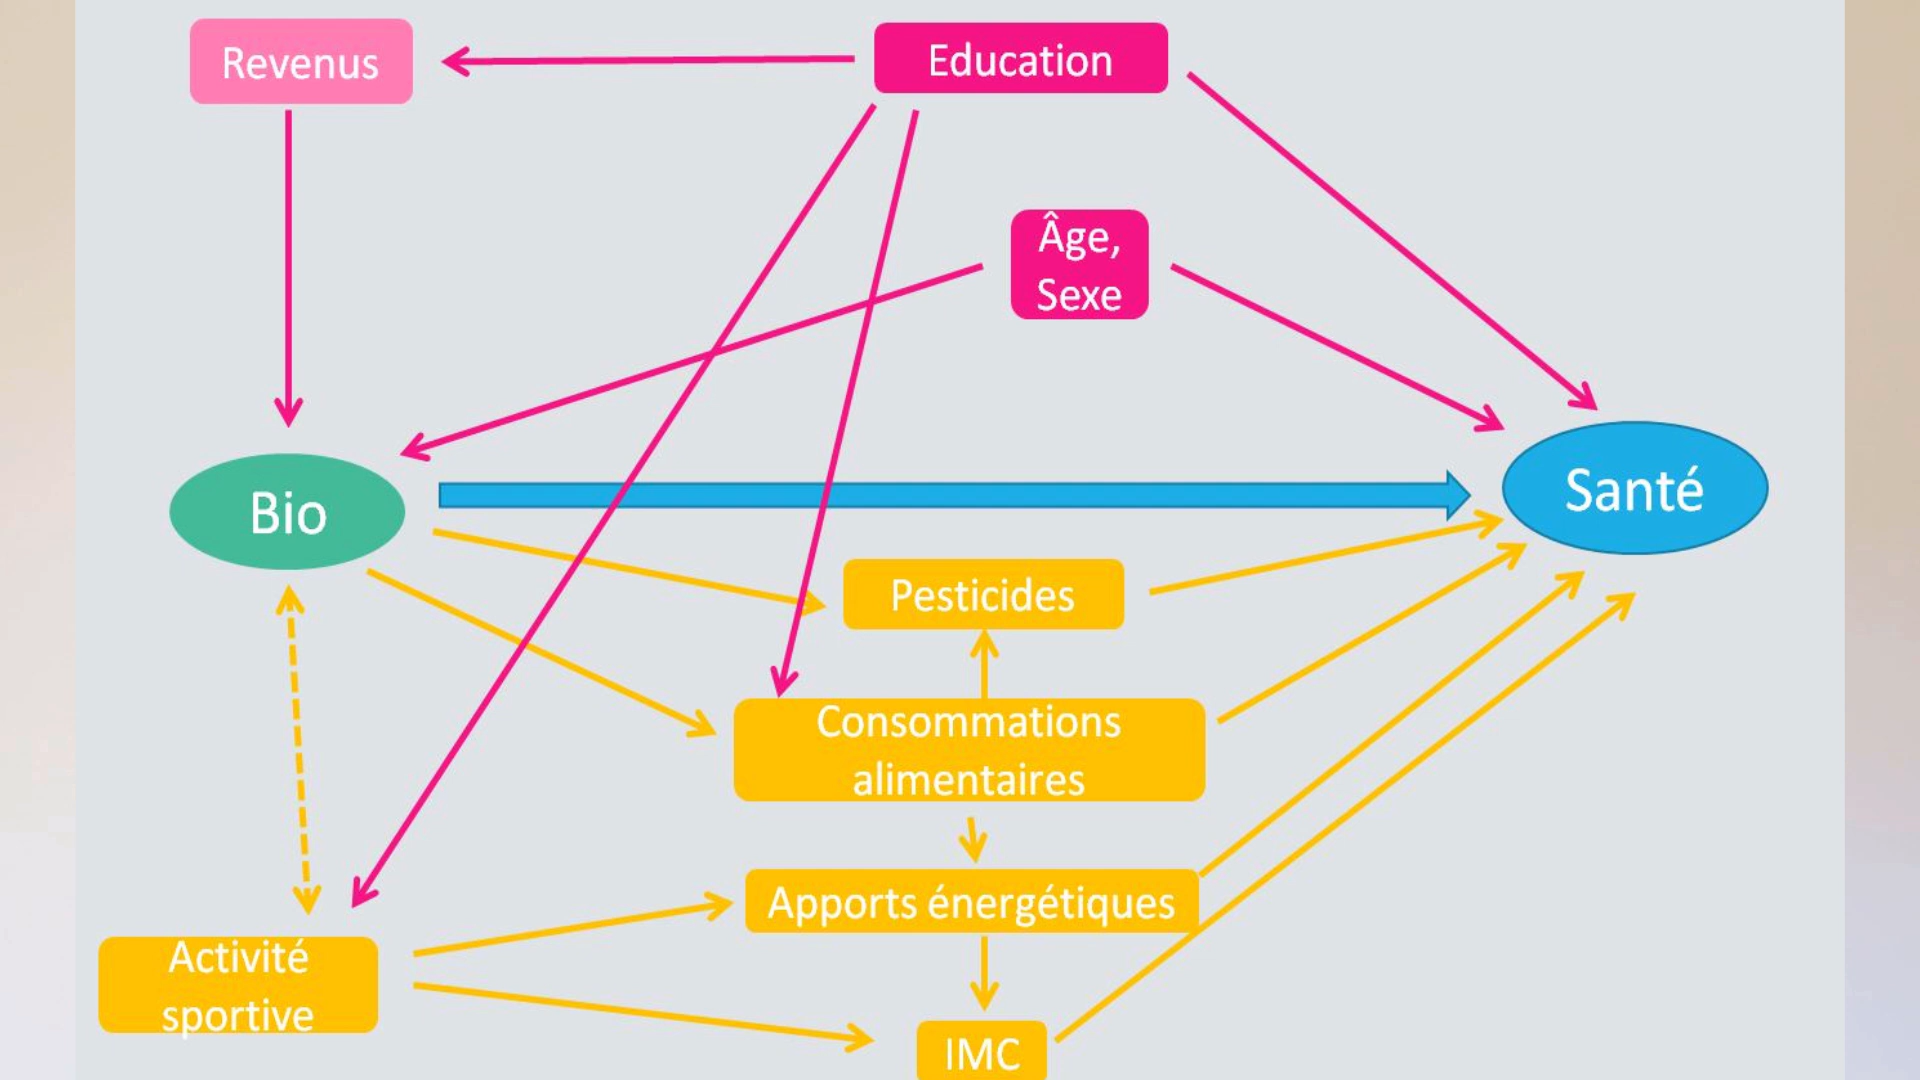 Revenus
Education
Âge,
Sexe
Bio
Santé
Pesticides
Consommations
alimentaires
Apports énergétiques
Activité
sportive
IMC